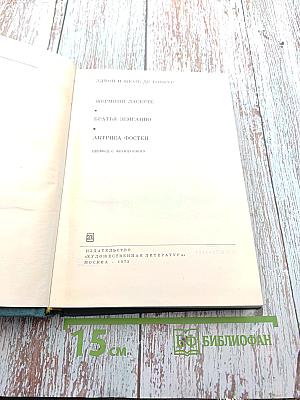 ЭДМОН И ЖЮЛЬ ДЕ ГОНКУР
ЖЕРМИНИ ЛАСЕРТЕ
БРАТЬЯ ЗЕМГАННО
АКТРИСА ФОСТЕН
ПЕРЕВОД С ФРАНЦУЗСКОГО
ИЗДАТЕЛЬСТВО
«ХУДОЖЕСТВЕННАЯ ЛИТЕРАТУРА»
МОСКВА · 1972
15 см
БФ БИБЛИОФАН